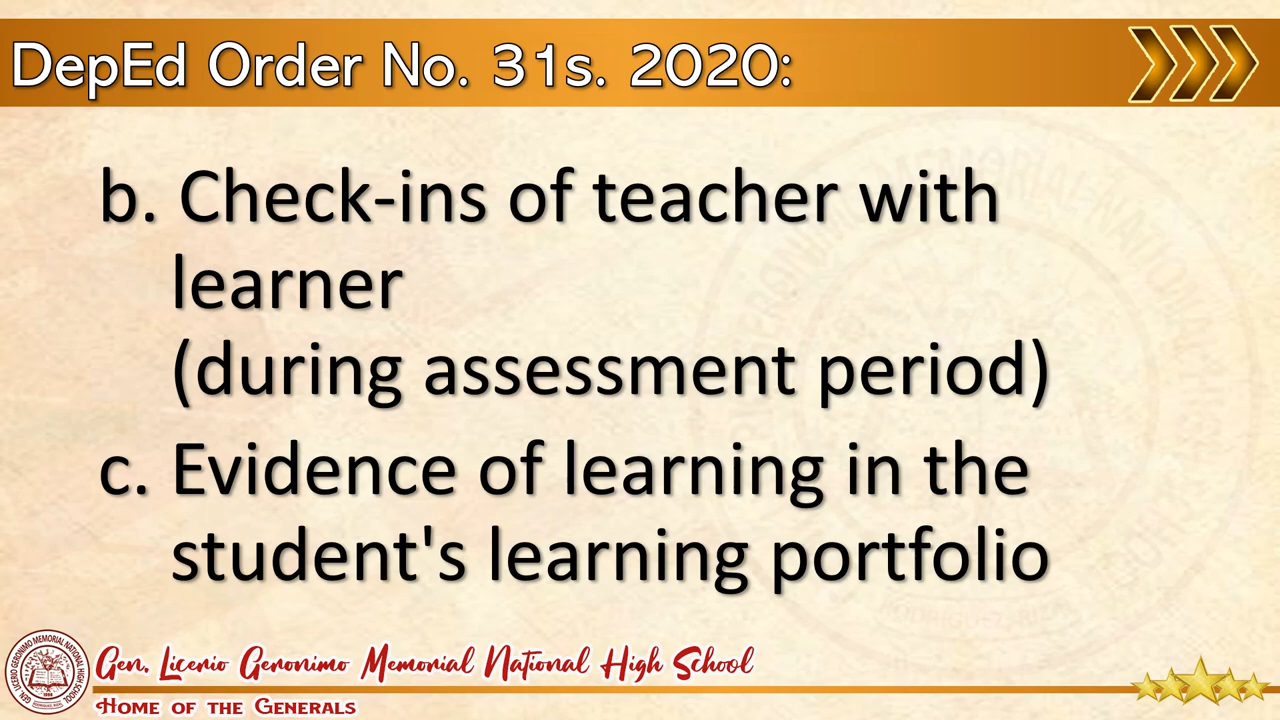 DepEd Order No. 31s. 2020:
b. Check-ins of teacher with
learner
(during assessment period)
c. Evidence of learning in the
student's learning portfolio
Gen. Licerio Geronimo Memorial National High School
Home of the Generals